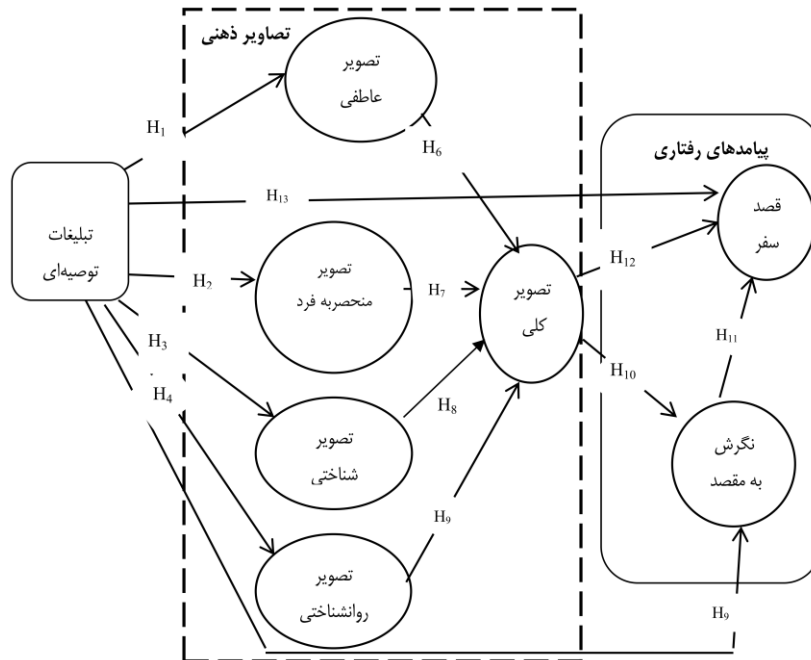 تصاویر ذهنی
تصویر
عاطفی
H1
H6
پیامدهای رفتاری
H13
قصد
سفر
تبلیغات
توصیه‌ای
H2
تصویر
منحصربه فرد
H7
تصویر
کلی
H12
H3
H11
H4
H10
تصویر
شناختی
H8
نگرش
به مقصد
H9
تصویر
روانشناختی
H9